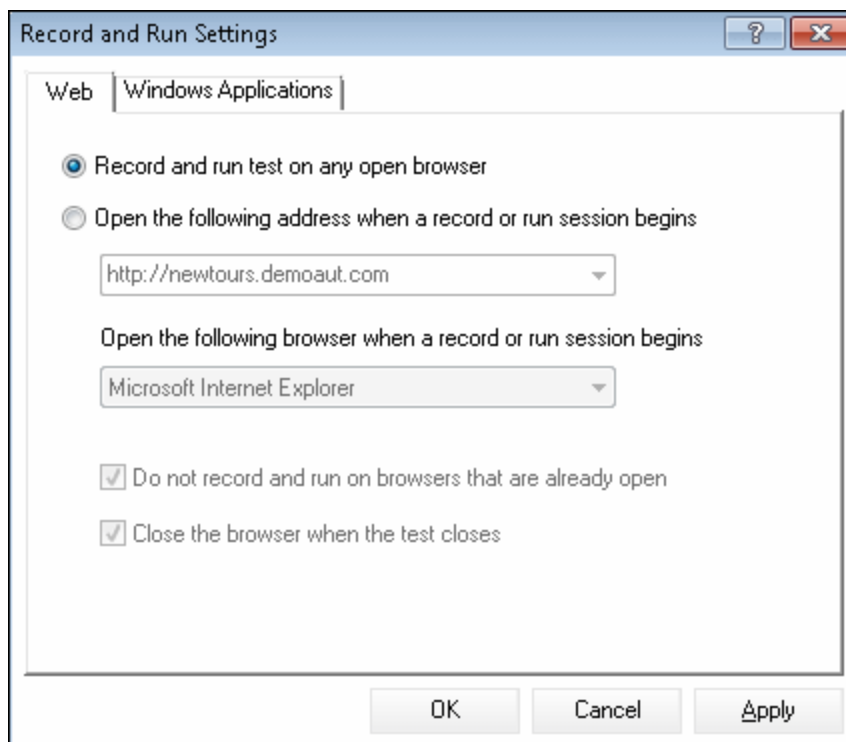 Record and Run Settings
?
Web
Windows Applications
Record and run test on any open browser
Open the following address when a record or run session begins
http://newtours.demoaut.com
Open the following browser when a record or run session begins
Microsoft Internet Explorer
Do not record and run on browsers that are already open
Close the browser when the test closes
OK
Cancel
Apply